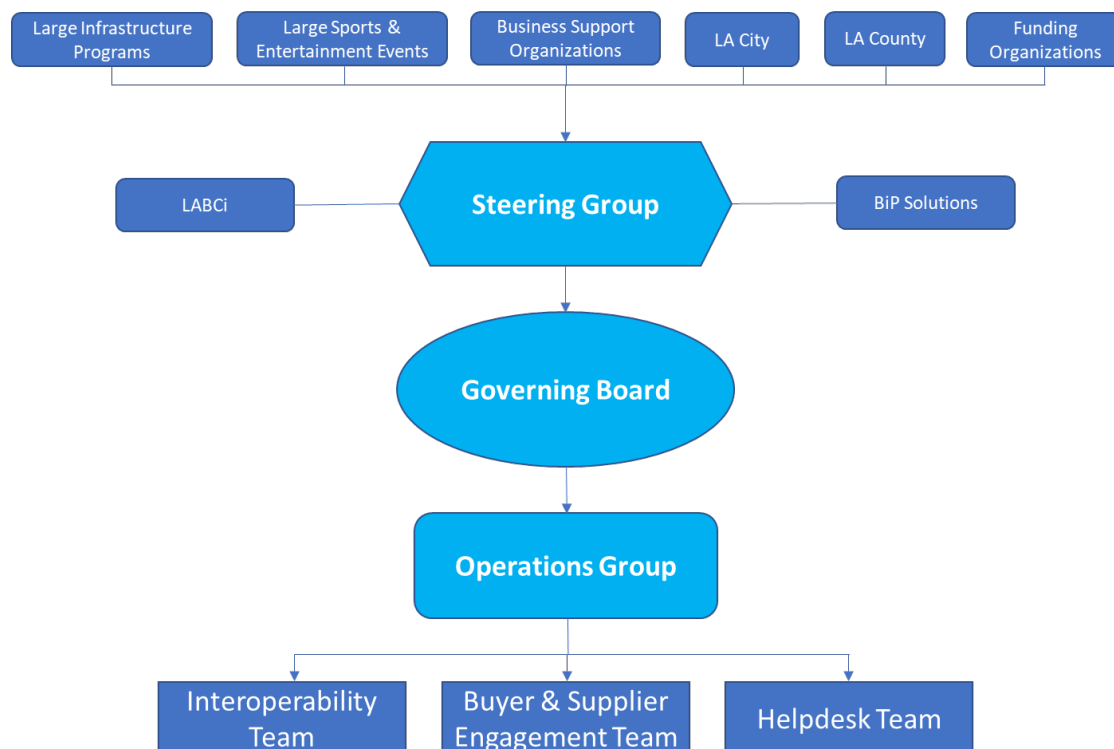 Large Infrastructure
Programs
Large Sports &
Entertainment Events
Business Support
Organizations
LA City
LA County
Funding
Organizations
LABCi
Steering Group
BiP Solutions
Governing Board
Operations Group
Interoperability
Team
Buyer & Supplier
Engagement Team
Helpdesk Team